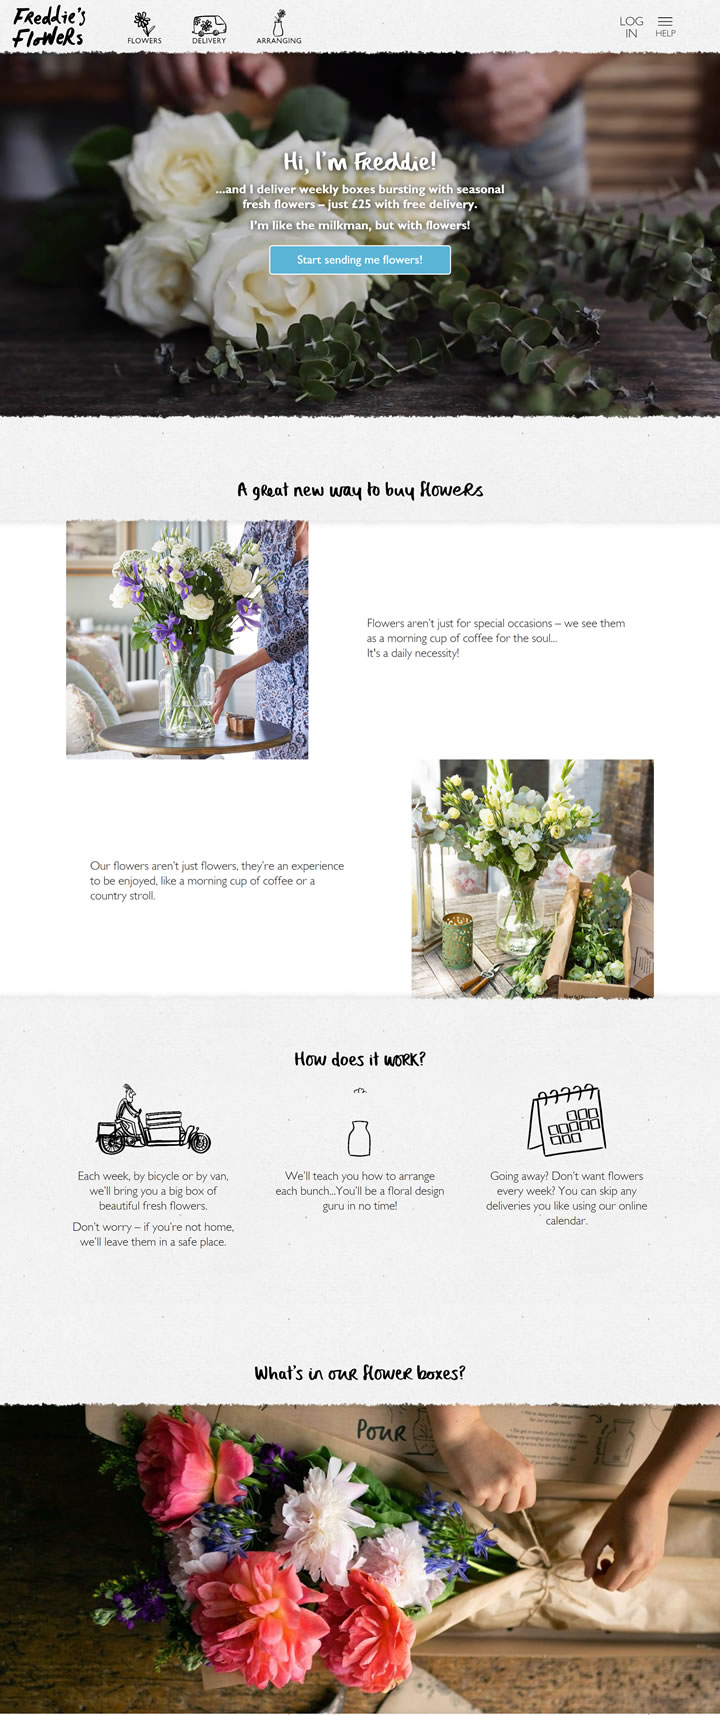 Freddie's
Flowers
FLOWERS
DELIVERY
ARRANGING
LOG
IN
HELP
Hi, I'm Freddie!
...and I deliver weekly boxes bursting with seasonal
fresh flowers – just £25 with free delivery.
I'm like the milkman, but with flowers!
Start sending me flowers!
A great new way to buy flowers
Flowers aren't just for special occasions – we see them
as a morning cup of coffee for the soul...
It's a daily necessity!
Our flowers aren't just flowers, they're an experience
to be enjoyed, like a morning cup of coffee or a
country stroll.
How does it work?
Each week, by bicycle or by van,
we'll bring you a big box of
beautiful fresh flowers.
Don't worry – if you're not home,
we'll leave them in a safe place.
We'll teach you how to arrange
each bunch...You'll be a floral design
guru in no time!
Going away? Don't want flowers
every week? You can skip any
deliveries you like using our online
calendar.
What's in our flower boxes?
POUR